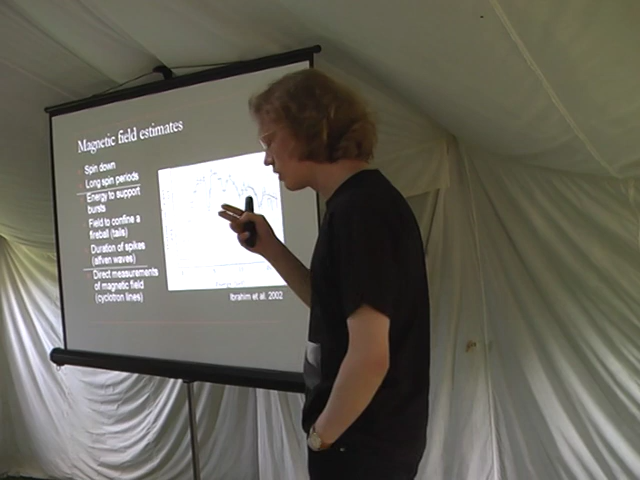 Magnetic field estimates
Spin down
Long spin periods
Energy to support
bursts
Field to confine a
fireball (tails)
Duration of spikes
(alfven waves)
Direct measurements
of magnetic field
(cyclotron lines)
Ibrahim et al. 2002